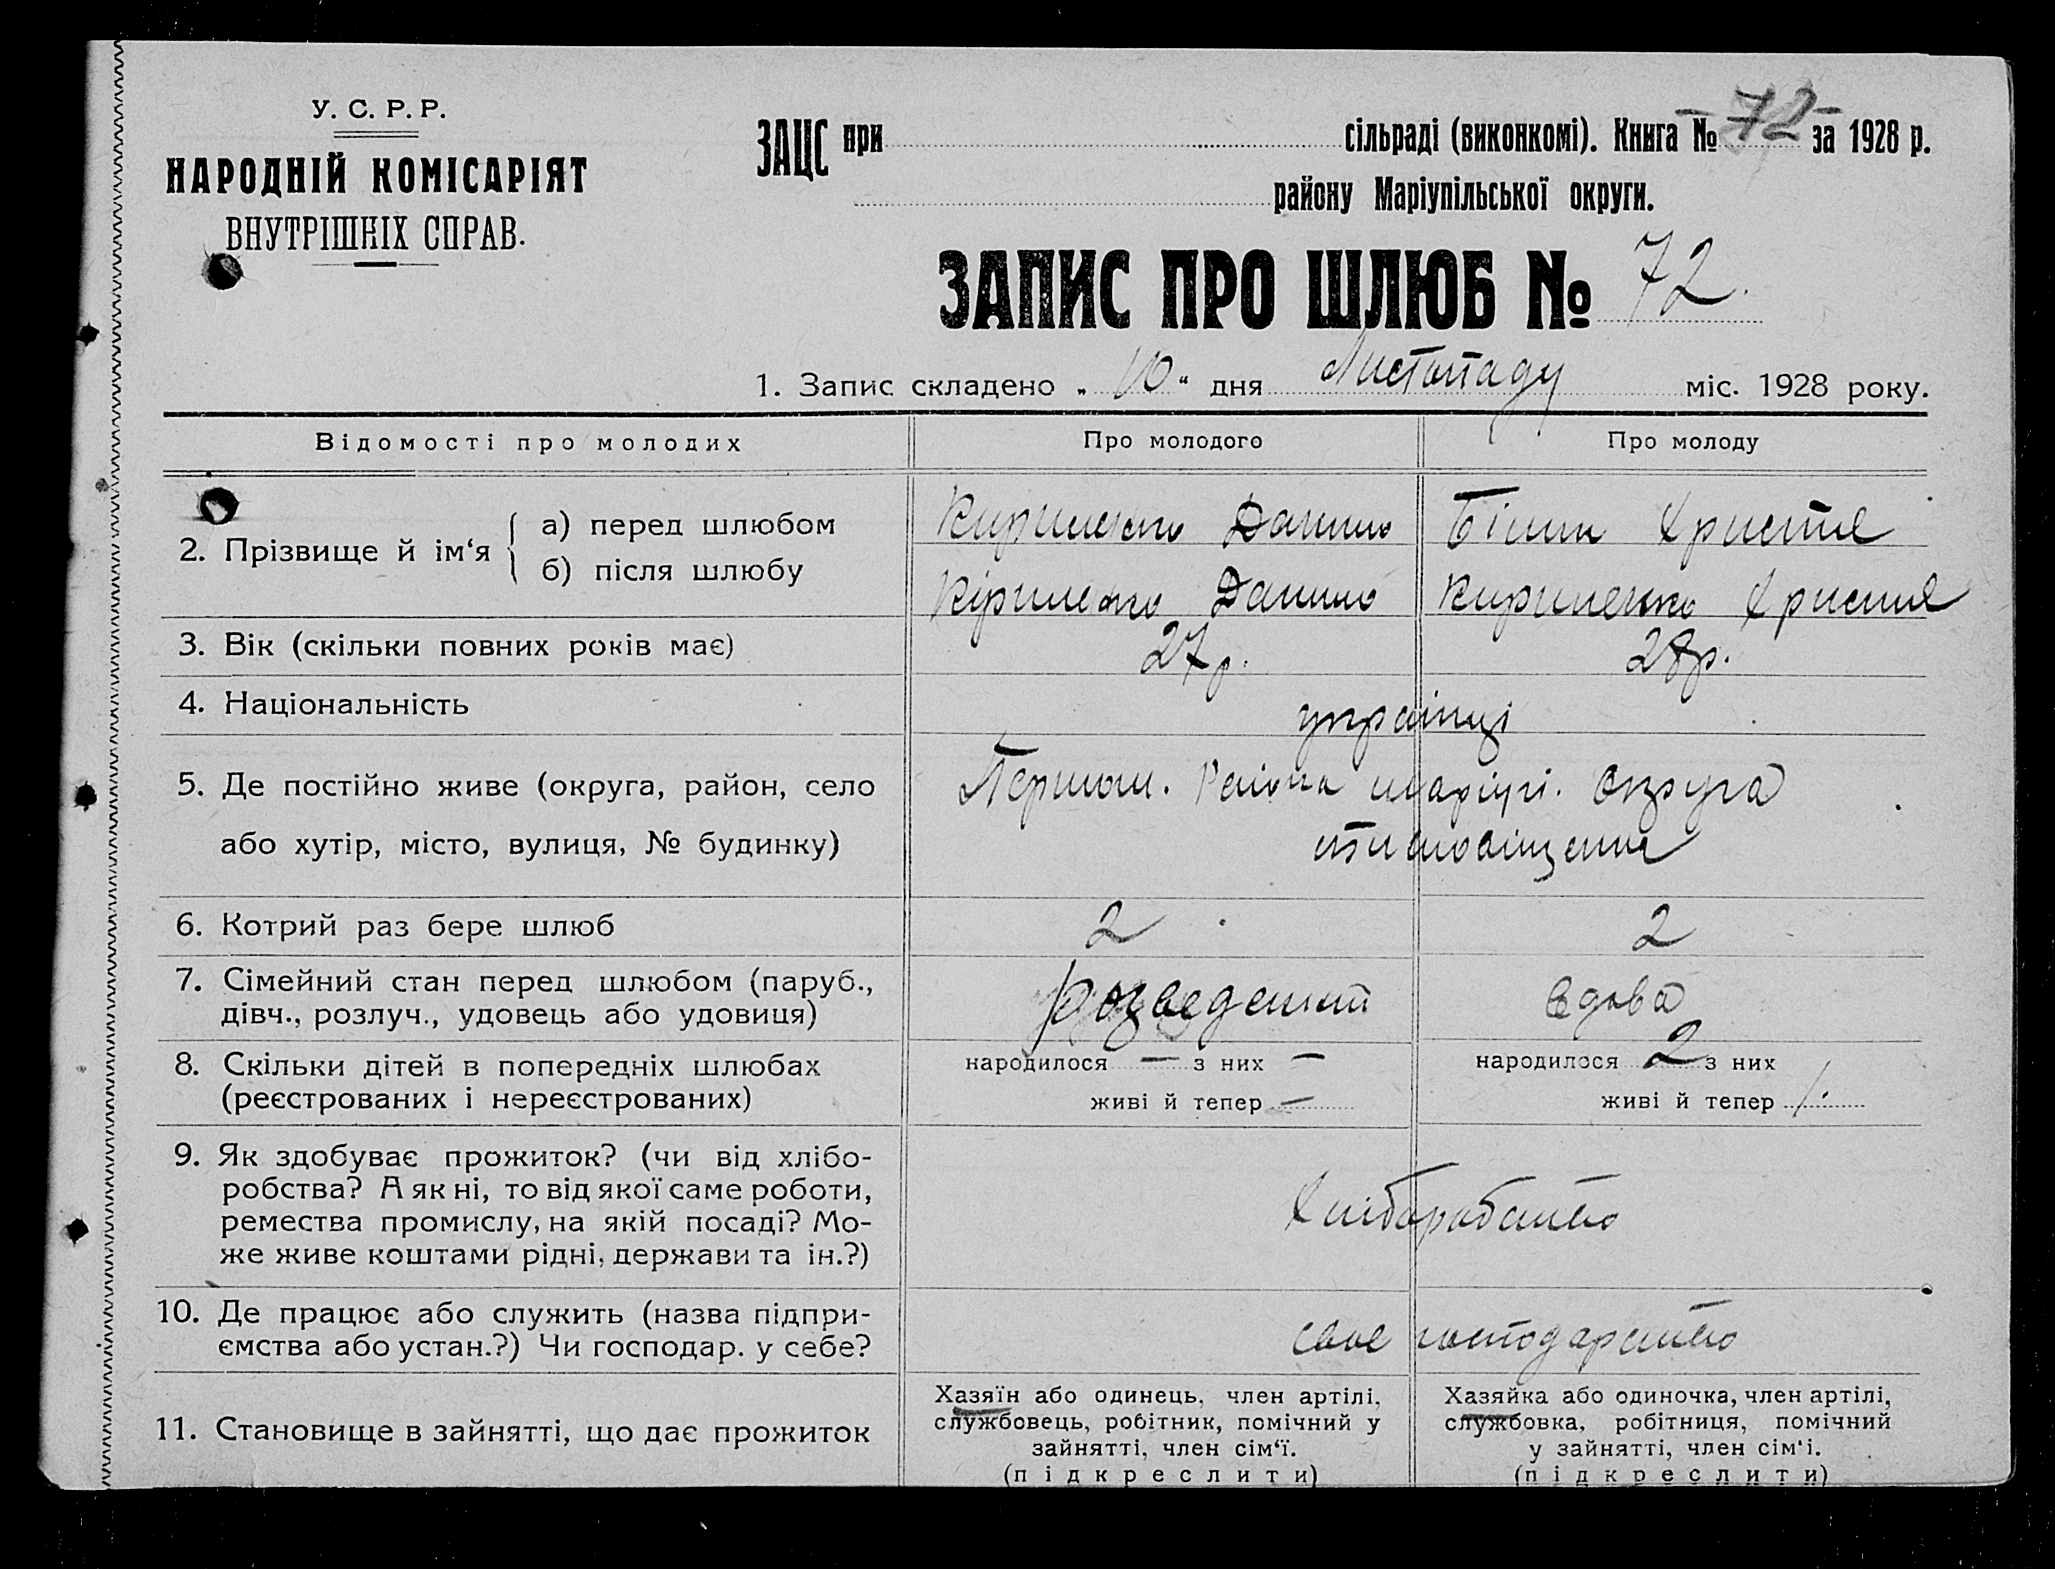 У. С. Р. Р.
НАРОДНІЙ КОМІСАРІЯТ
ВНУТРІШНІХ СПРАВ.
ЗАЦС при сільраді (виконкомі). Книга № 72 за 1928 р.
району Маріупільської округи.
ЗАПИС ПРО ШЛЮБ № 72.
1. Запис складено „10“ дня Листопаду міс. 1928 року.
Відомості про молодих Про молодого Про молоду
2. Прізвище й ім‘я
а) перед шлюбом Кириленко Данило Христя
б) після шлюбу Кіриленко Данило Кириленко Христя
3. Вік (скільки повних років має) 27 р. 28 р.
4. Національність українці
5. Де постійно живе (округа, район, село Першом. Району Маріуп. Округа
або хутір, місто, вулиця, № будинку)
6. Котрий раз бере шлюб 2 2
7. Сімейний стан перед шлюбом (паруб.,
дівч., розлуч., удовець або удовиця) вдова
8. Скільки дітей в попередніх шлюбах народилося — з них — народилося 2 з них
(реєстрованих і нереєстрованих) живі й тепер — живі й тепер 1.
9. Як здобуває прожиток? (чи від хлібо-
робства? А як ні, то від якої саме роботи,
ремества промислу, на якій посаді? Мо- Хліборобство
же живе коштами рідні, держави та ін.?)
10. Де працює або служить (назва підпри-
ємства або устан.?) Чи господар. у себе? своє господарство
11. Становище в зайнятті, що дає прожиток
Хазяїн або одинець, член артілі,
службовець, робітник, помічний у
зайнятті, член сім‘ї.
(підкреслити)
Хазяйка або одиночка, член артілі,
службовка, робітниця, помічний
у зайнятті, член сім‘і.
(підкреслити)